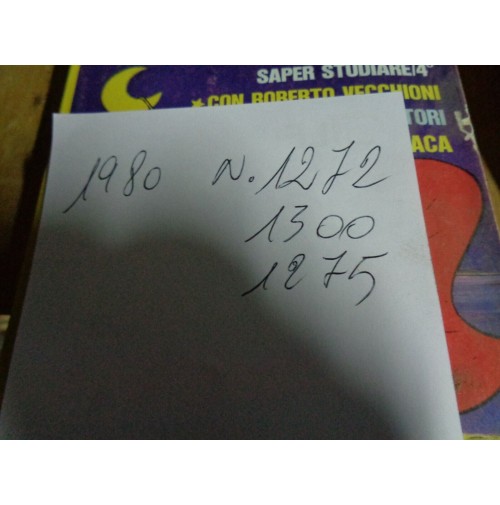 SAPER STUDIARE/4°
★CON ROBERTO VECCHIONI
TORI
ACA
1980 N. 1272
1300
1275